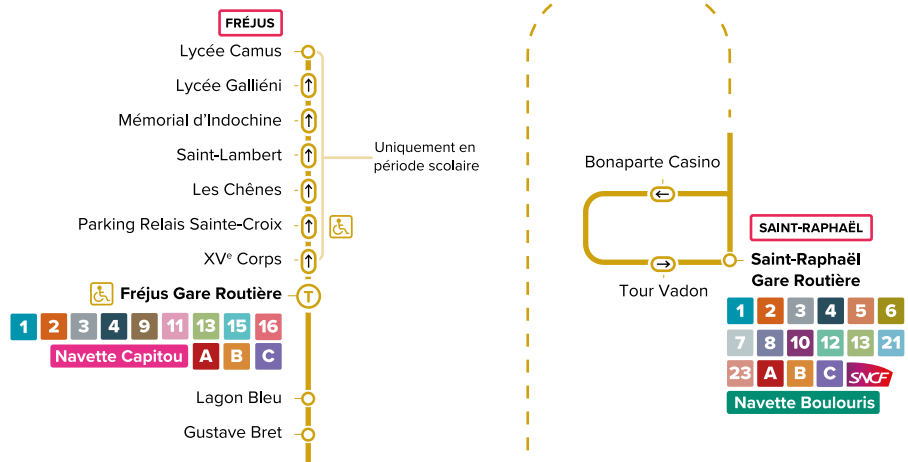 FRÉJUS
Lycée Camus
Lycée Galliéni
Mémorial d'Indochine
Saint-Lambert
Les Chênes
Parking Relais Sainte-Croix
XVᵉ Corps
Uniquement en
période scolaire
Fréjus Gare Routière
T
1 2 3 4 9 11 13 15 16
Navette Capitou A B C
Lagon Bleu
Gustave Bret
Bonaparte Casino
Tour Vadon
SAINT-RAPHAËL
Saint-Raphaël
Gare Routière
1 2 3 4 5 6
7 8 10 12 13 21
23 A B C SNCF
Navette Boulouris